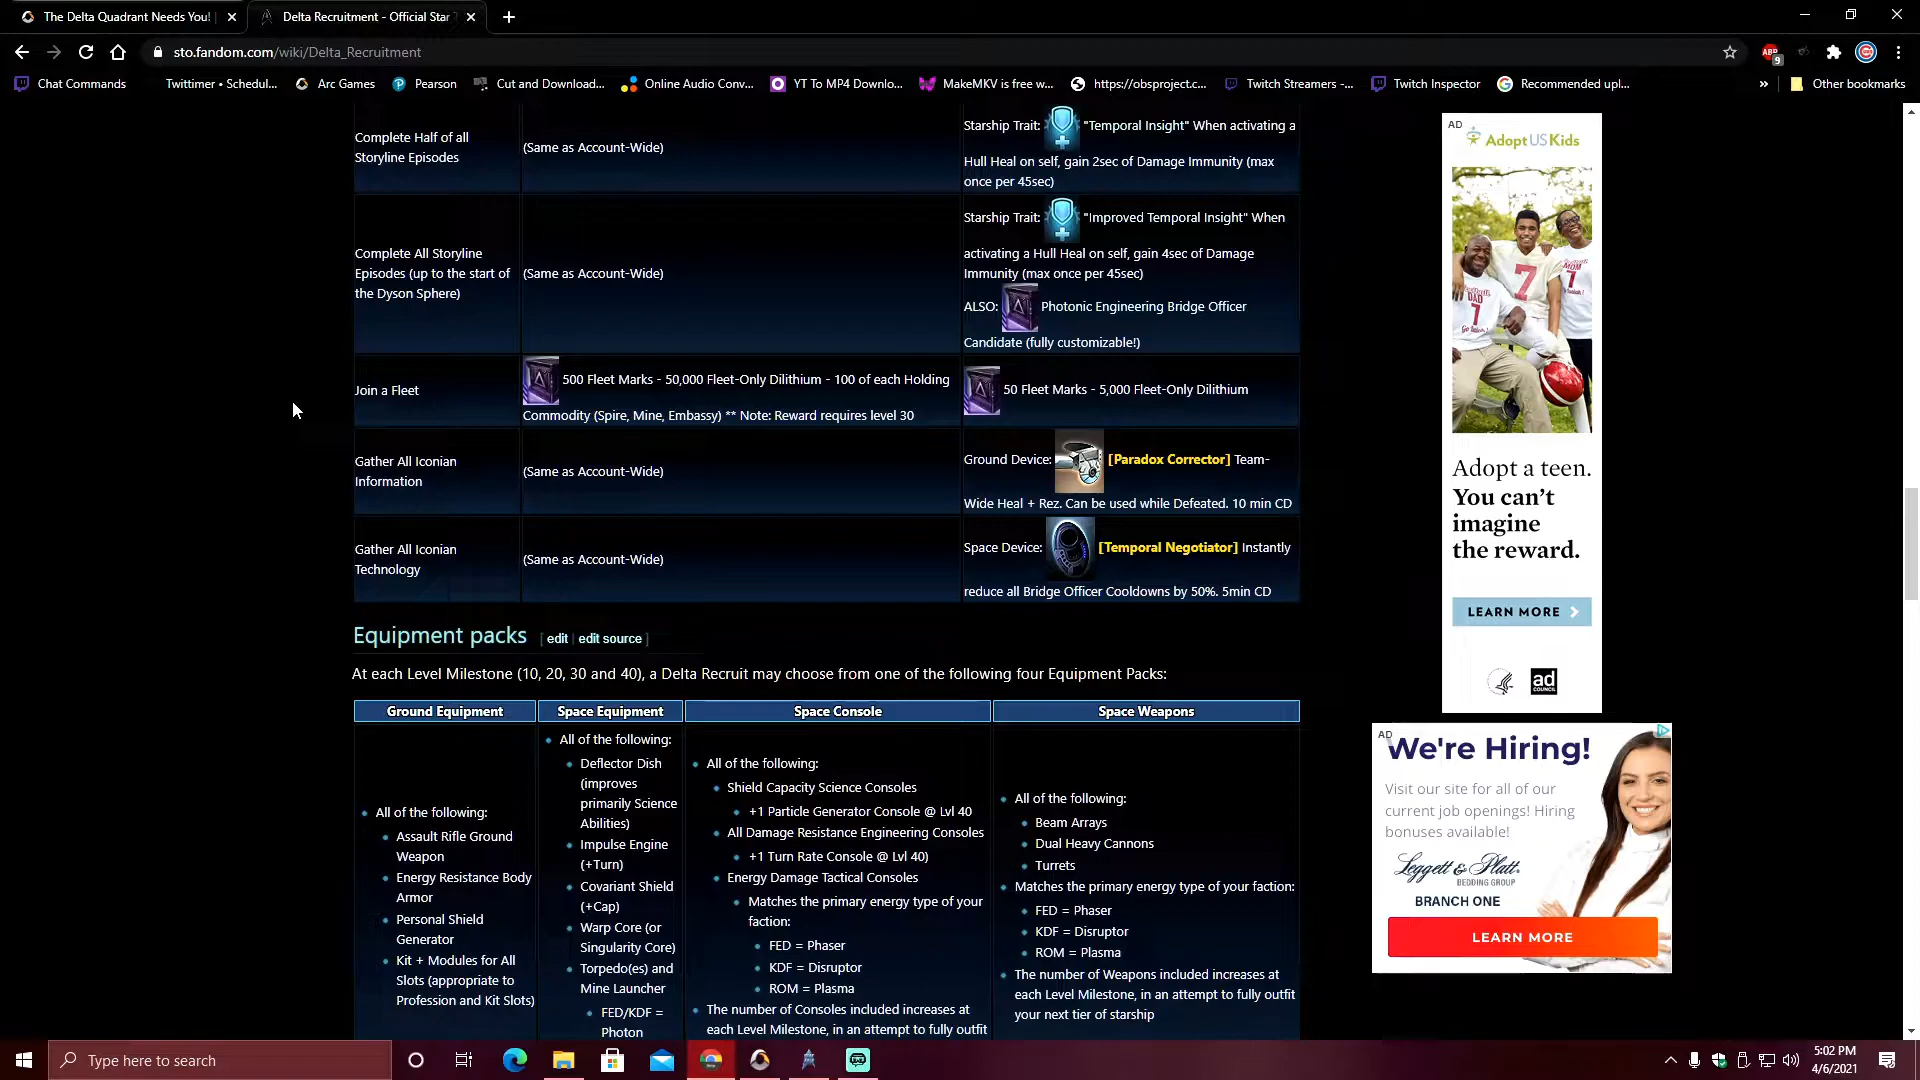 The Delta Quadrant Needs You! |
Delta Recruitment - Official Star
sto.fandom.com/wiki/Delta_Recruitment
ABP
9
Chat Commands
Twittimer • Schedul...
Arc Games
Pearson
Cut and Download...
Online Audio Conv...
YT To MP4 Downlo...
MakeMKV is free w...
https://obsproject.c...
Twitch Streamers -...
Twitch Inspector
Recommended upl...
»
Other bookmarks
Complete Half of all
Storyline Episodes
(Same as Account-Wide)
Starship Trait: "Temporal Insight" When activating a
Hull Heal on self, gain 2sec of Damage Immunity (max
once per 45sec)
Complete All Storyline
Episodes (up to the start of
the Dyson Sphere)
(Same as Account-Wide)
Starship Trait: "Improved Temporal Insight" When
activating a Hull Heal on self, gain 4sec of Damage
Immunity (max once per 45sec)
ALSO: Photonic Engineering Bridge Officer
Candidate (fully customizable!)
Join a Fleet
500 Fleet Marks - 50,000 Fleet-Only Dilithium - 100 of each Holding
Commodity (Spire, Mine, Embassy) ** Note: Reward requires level 30
50 Fleet Marks - 5,000 Fleet-Only Dilithium
Gather All Iconian
Information
(Same as Account-Wide)
Ground Device: [Paradox Corrector] Team-
Wide Heal + Rez. Can be used while Defeated. 10 min CD
Gather All Iconian
Technology
(Same as Account-Wide)
Space Device: [Temporal Negotiator] Instantly
reduce all Bridge Officer Cooldowns by 50%. 5min CD
Equipment packs [ edit | edit source ]
At each Level Milestone (10, 20, 30 and 40), a Delta Recruit may choose from one of the following four Equipment Packs:
Ground Equipment
Space Equipment
Space Console
Space Weapons
All of the following:
Assault Rifle Ground
Weapon
Energy Resistance Body
Armor
Personal Shield
Generator
Kit + Modules for All
Slots (appropriate to
Profession and Kit Slots)
All of the following:
Deflector Dish
(improves
primarily Science
Abilities)
Impulse Engine
(+Turn)
Covariant Shield
(+Cap)
Warp Core (or
Singularity Core)
Torpedo(es) and
Mine Launcher
FED/KDF =
Photon
All of the following:
Shield Capacity Science Consoles
+1 Particle Generator Console @ Lvl 40
All Damage Resistance Engineering Consoles
+1 Turn Rate Console @ Lvl 40)
Energy Damage Tactical Consoles
Matches the primary energy type of your
faction:
FED = Phaser
KDF = Disruptor
ROM = Plasma
The number of Consoles included increases at
each Level Milestone, in an attempt to fully outfit
All of the following:
Beam Arrays
Dual Heavy Cannons
Turrets
Matches the primary energy type of your faction:
FED = Phaser
KDF = Disruptor
ROM = Plasma
The number of Weapons included increases at
each Level Milestone, in an attempt to fully outfit
your next tier of starship
AD
AdoptUSKids
DAD
1
7
MOM
1
Adopt a teen.
You can't
imagine
the reward.
LEARN MORE
ad
COUNCIL
AD
We're Hiring!
Visit our site for all of our
current job openings! Hiring
bonuses available!
Leggett & Platt
BEDDING GROUP
BRANCH ONE
LEARN MORE
Type here to search
5:02 PM
4/6/2021